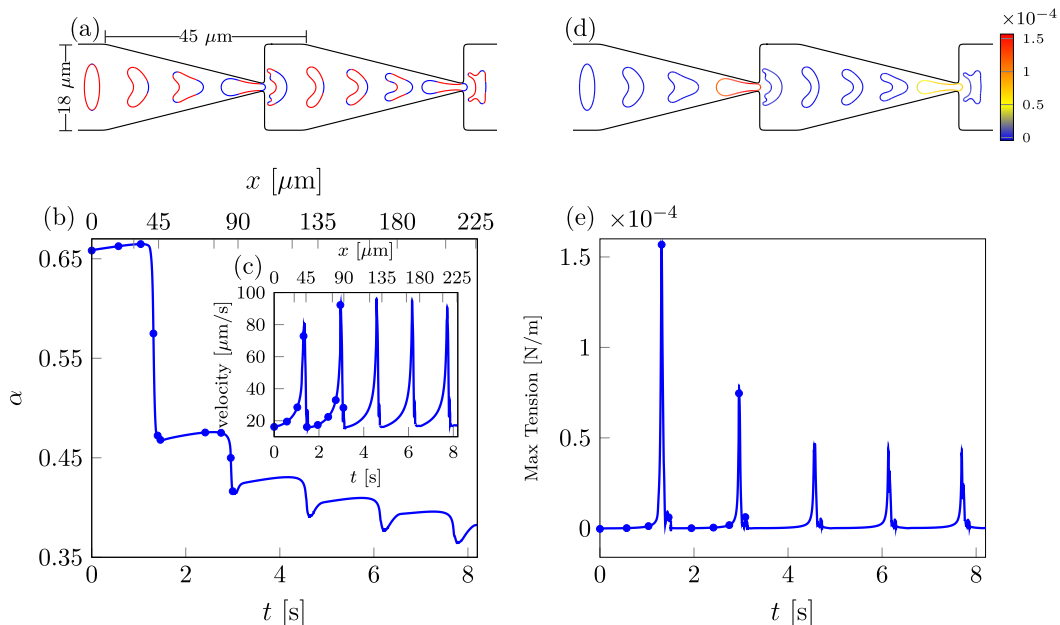 (a)
45 μm
18 μm
(d)
×10−4
1.5
1
0.5
0
x [μm]
(b)
0 45 90 135 180 225
0.65
0.55
0.45
0.35
α
0 2 4 6 8
t [s]
(c)
x [μm]
0 45 90 135 180 225
100
80
60
40
20
velocity [μm/s]
0 2 4 6 8
t [s]
(e)
×10−4
1.5
1
0.5
0
Max Tension [N/m]
0 2 4 6 8
t [s]